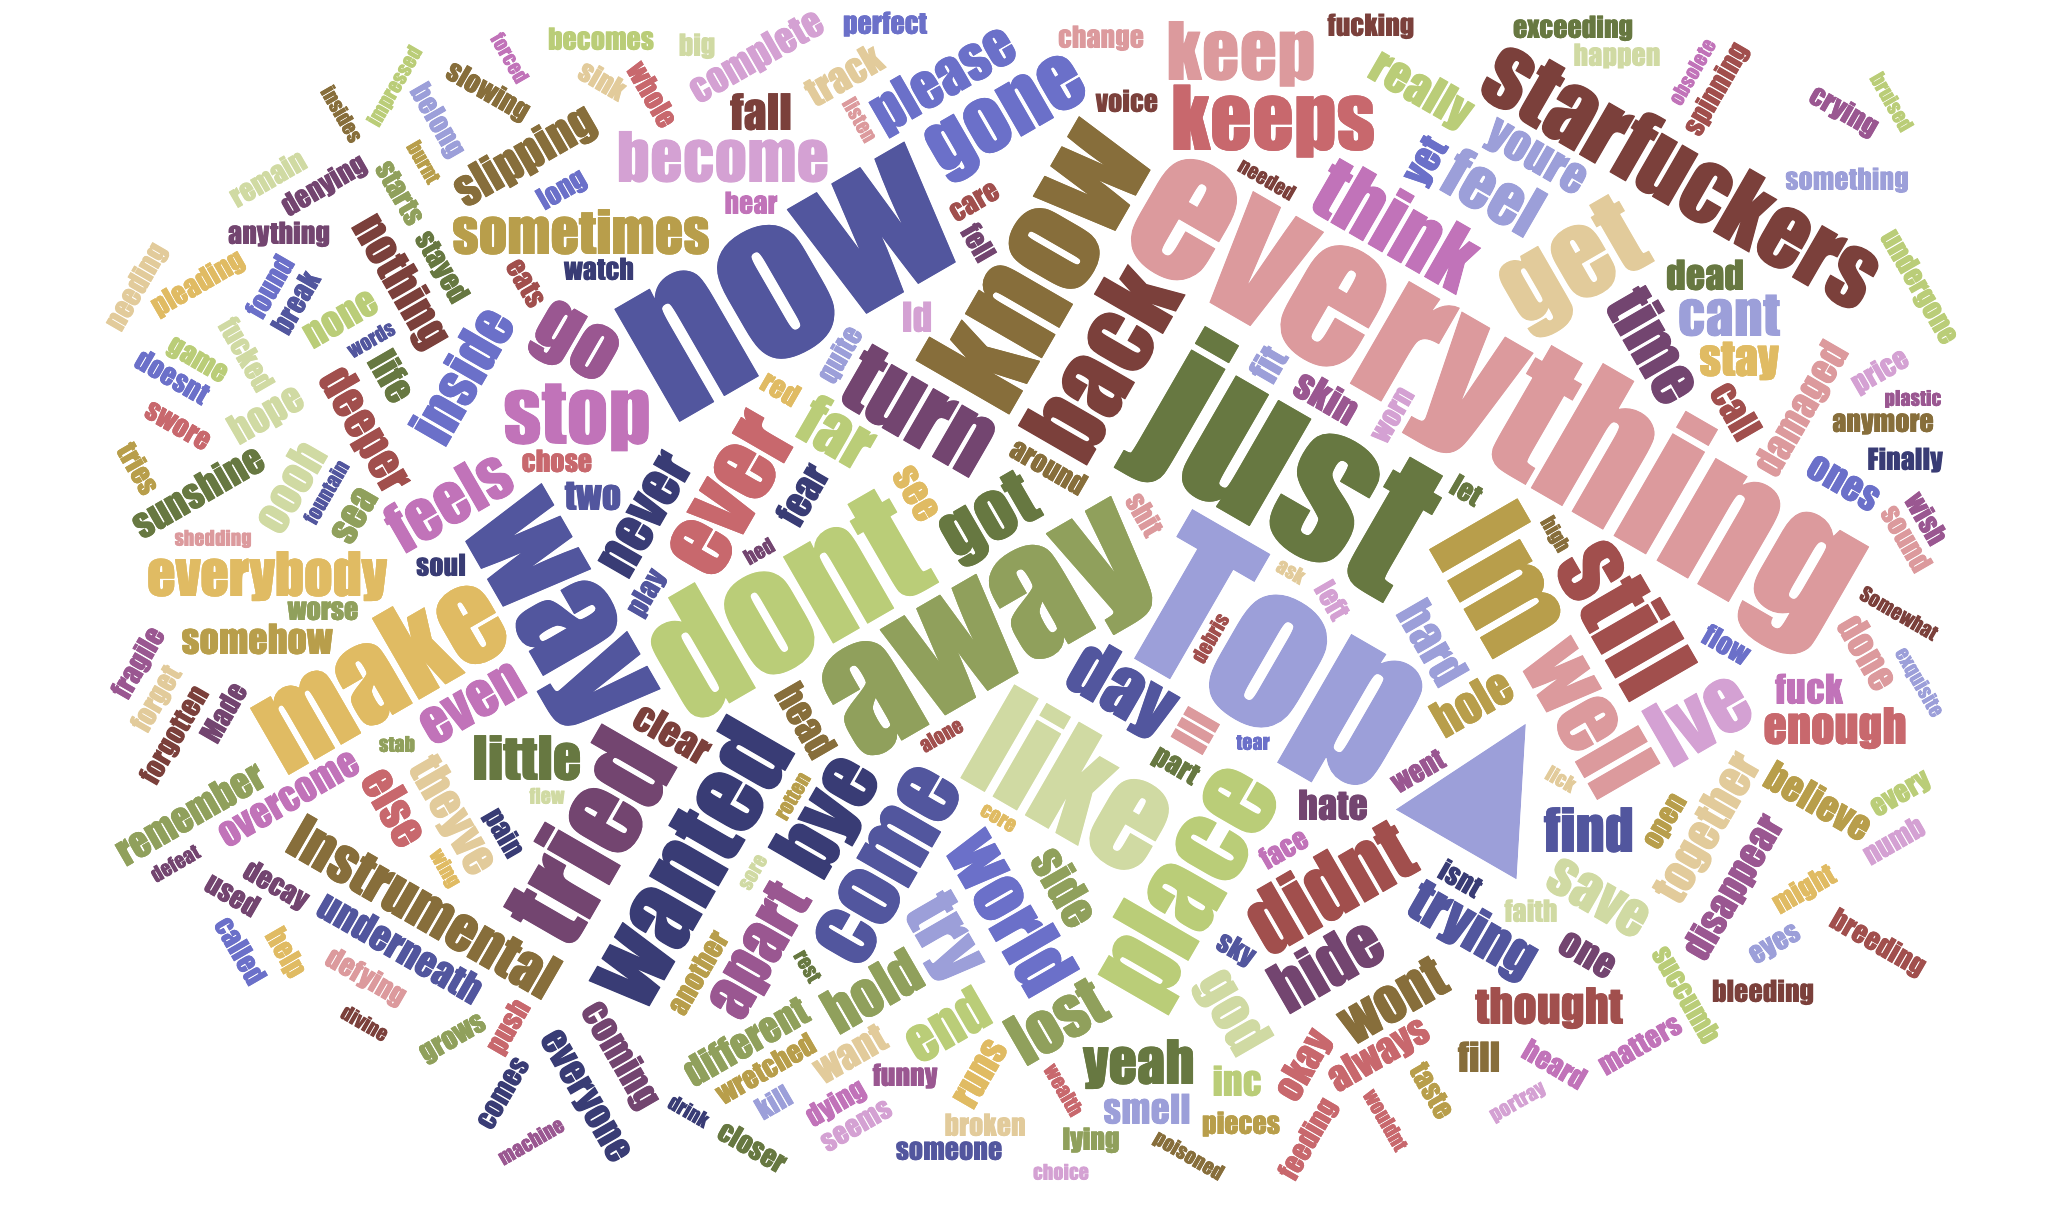 perfect
fucking
exceeding
becomes
big
complete
change
keep
forced
happen
obsolete
spinning
impressed
slowing
sink
whole
track
please
gone
really
starfuckers
insides
belong
slipping
fall
listen
voice
keeps
crying
bruised
remain
denying
burnt
starts
long
become
hear
now
care
know
needed
think
yet
youre
feel
something
anything
nothing
stayed
sometimes
watch
eats
fell
everything
get
dead
undergone
needing
pleading
found
break
none
words
inside
go
Id
back
time
cant
game
fucked
life
quite
turn
just
fit
skin
worn
stay
price
doesnt
hope
deeper
stop
red
far
call
damaged
plastic
swore
anymore
tries
sunshine
oooh
fountain
sea
feels
chose
two
never
ever
fear
see
got
around
let
ones
Finally
wish
shedding
everybody
soul
way
bed
dont
away
shit
high
Im
still
sound
worse
somehow
make
play
Top
ask
left
debris
hard
flow
Somewhat
fragile
forget
forgotten
Made
even
clear
head
alone
day
ill
hole
well
Ive
done
exquisite
fuck
enough
stab
little
tried
wanted
like
part
tear
went
remember
overcome
else
theyve
flew
rotten
bye
come
core
place
hate
lick
find
open
together
believe
every
numb
defeat
Instrumental
pain
wing
sore
face
▲
disappear
used
decay
underneath
apart
try
world
side
didnt
isnt
trying
save
faith
might
called
help
defying
another
rest
sky
hide
one
eyes
breeding
divine
grows
push
coming
different
hold
end
lost
god
wont
thought
succumb
bleeding
comes
everyone
wretched
want
runs
yeah
okay
always
fill
heard
matters
machine
drink
kill
dying
funny
wealth
inc
taste
closer
seems
broken
smell
pieces
feeding
wouldnt
portray
someone
lying
poisoned
choice